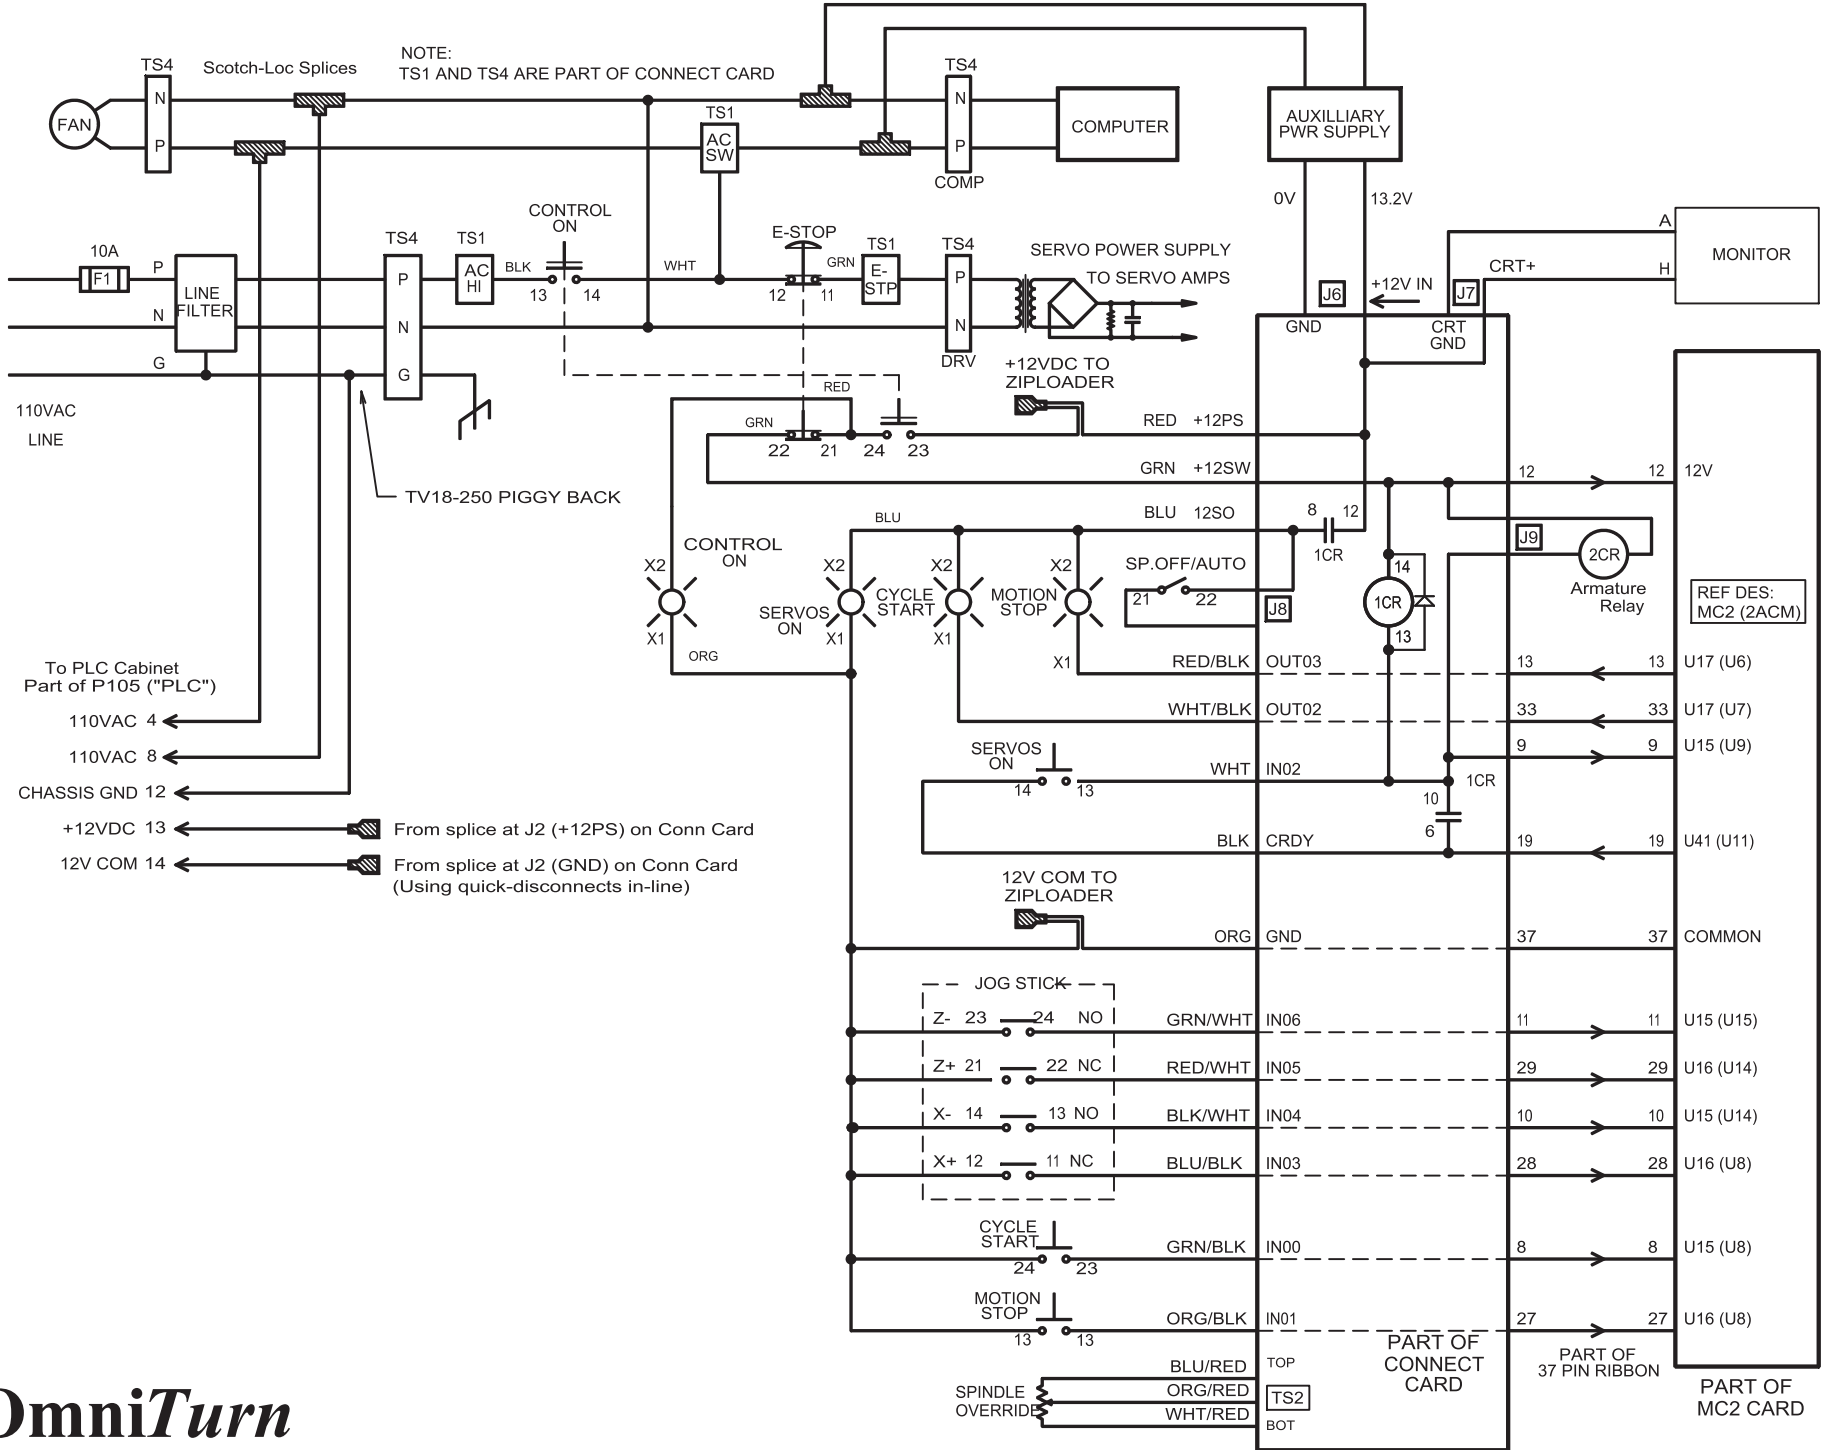 NOTE:
TS1 AND TS4 ARE PART OF CONNECT CARD
Scotch-Loc Splices
TS4
N
P
FAN
TS1
AC
SW
TS4
N
P
COMP
COMPUTER
AUXILLIARY
PWR SUPPLY
0V
13.2V
10A
F1
P
N
G
LINE
FILTER
110VAC
LINE
TS4
P
N
G
TS1
AC
HI
BLK
CONTROL
ON
13
14
WHT
E-STOP
12
11
GRN
TS1
E-
STP
TS4
P
N
DRV
SERVO POWER SUPPLY
TO SERVO AMPS
J6
+12V IN
J7
CRT+
A
H
MONITOR
GND
CRT
GND
+12VDC TO
ZIPLOADER
RED
GRN
22
21
24
23
RED +12PS
GRN +12SW
12
12
12V
TV18-250 PIGGY BACK
BLU
BLU 12SO
8
12
1CR
J9
2CR
Armature
Relay
REF DES:
MC2 (2ACM)
CONTROL
ON
X2
X1
ORG
X2
SERVOS
ON
X1
CYCLE
START
X2
X1
MOTION
STOP
X2
X1
SP.OFF/AUTO
21
22
J8
14
1CR
13
RED/BLK OUT03
13
13
U17 (U6)
WHT/BLK OUT02
33
33
U17 (U7)
9
9
U15 (U9)
SERVOS
ON
14
13
WHT IN02
1CR
10
6
BLK CRDY
19
19
U41 (U11)
To PLC Cabinet
Part of P105 ("PLC")
110VAC 4
110VAC 8
CHASSIS GND 12
+12VDC 13
From splice at J2 (+12PS) on Conn Card
12V COM 14
From splice at J2 (GND) on Conn Card
(Using quick-disconnects in-line)
12V COM TO
ZIPLOADER
ORG GND
37
37
COMMON
JOG STICK
Z- 23 24 NO
GRN/WHT IN06
11
11
U15 (U15)
Z+ 21 22 NC
RED/WHT IN05
29
29
U16 (U14)
X- 14 13 NO
BLK/WHT IN04
10
10
U15 (U14)
X+ 12 11 NC
BLU/BLK IN03
28
28
U16 (U8)
CYCLE
START
24
23
GRN/BLK IN00
8
8
U15 (U8)
MOTION
STOP
13
13
ORG/BLK IN01
27
27
U16 (U8)
PART OF
CONNECT
CARD
PART OF
37 PIN RIBBON
PART OF
MC2 CARD
SPINDLE
OVERRIDE
BLU/RED TOP
ORG/RED TS2
WHT/RED BOT
OmniTurn